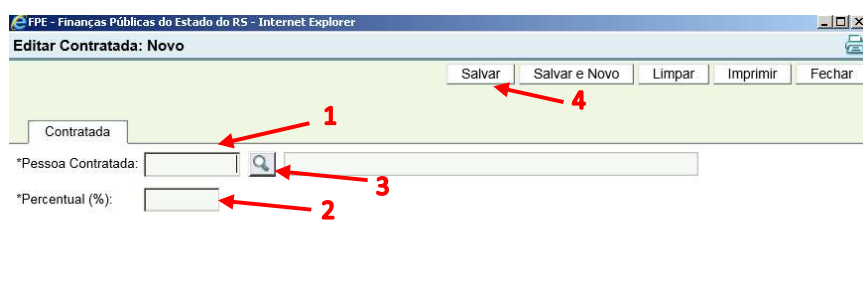 FPE - Finanças Públicas do Estado do RS - Internet Explorer
Editar Contratada: Novo
Salvar Salvar e Novo Limpar Imprimir Fechar
4
1
Contratada
*Pessoa Contratada:
3
*Percentual (%):
2